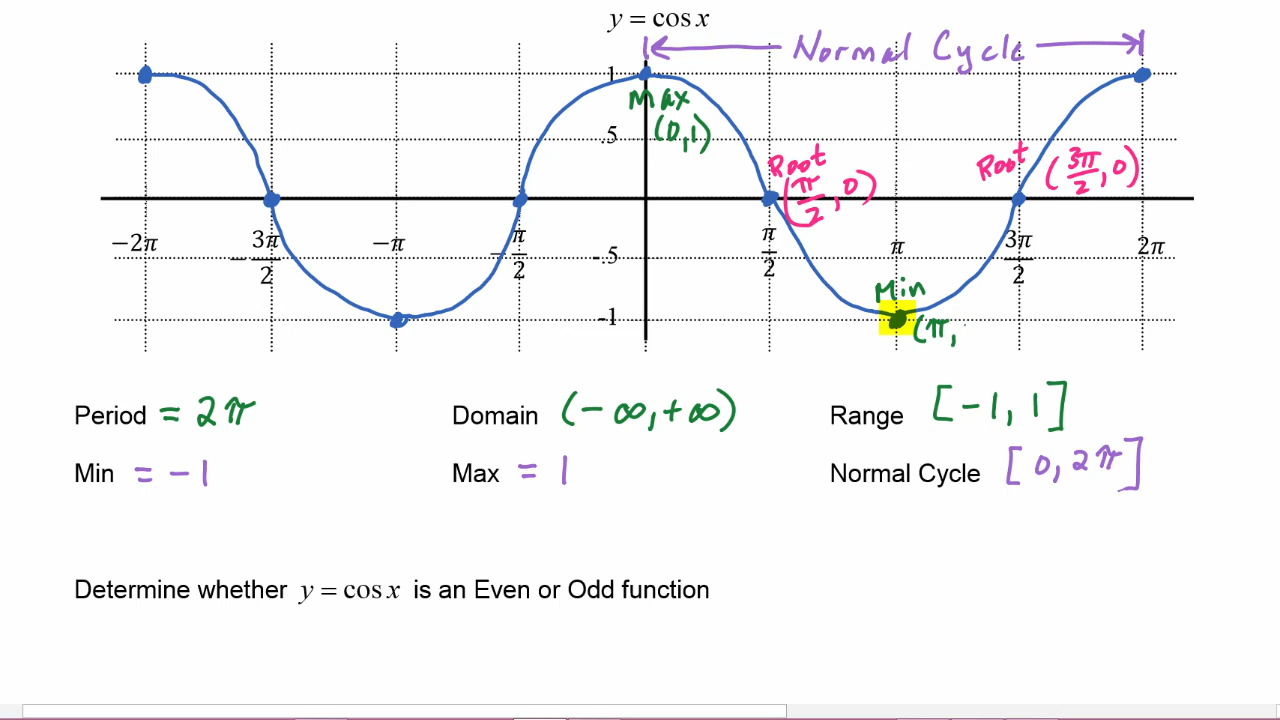 y = cos x
Normal Cycle
1
Max
(0,1)
.5
Root
(π/2, 0)
Root
(3π/2, 0)
−2π
−3π/2
−π
−π/2
-.5
π/2
π
3π/2
2π
Min
-1
(π,
Period = 2π
Domain (−∞, +∞)
Range [−1, 1]
Min = −1
Max = 1
Normal Cycle [0, 2π]
Determine whether y = cos x is an Even or Odd function